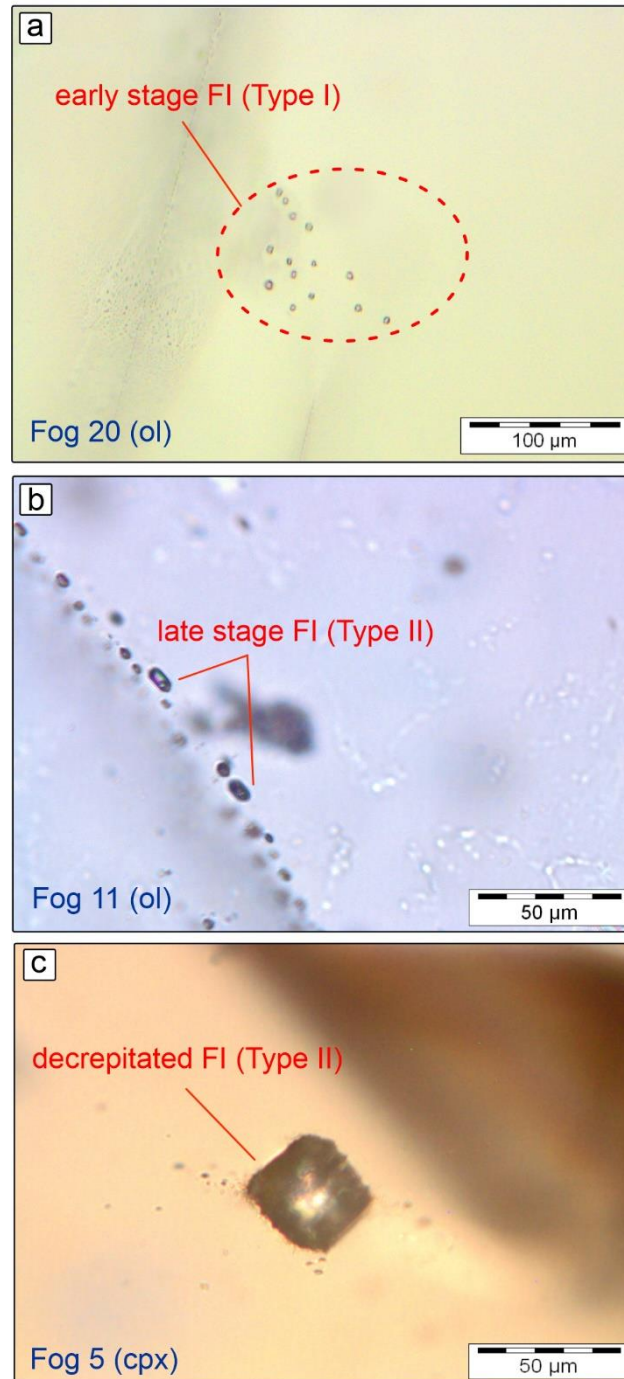 a
early stage FI (Type I)
Fog 20 (ol)
100 µm
b
late stage FI (Type II)
Fog 11 (ol)
50 µm
c
decrepitated FI (Type II)
Fog 5 (cpx)
50 µm